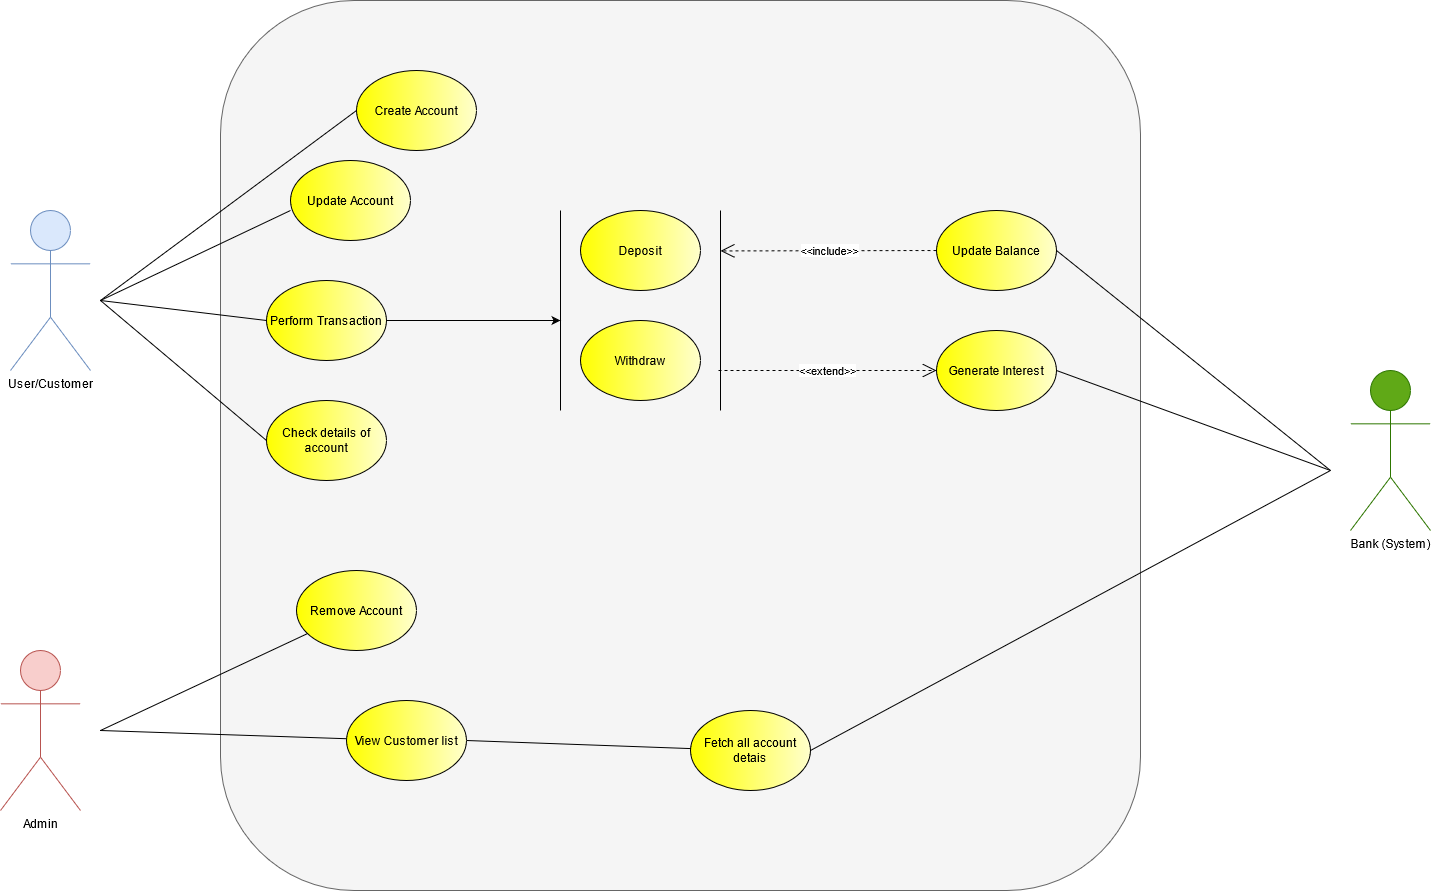 Create Account
Update Account
Deposit
<<include>>
Update Balance
Perform Transaction
Withdraw
<<extend>>
Generate Interest
User/Customer
Check details of
account
Bank (System)
Remove Account
View Customer list
Fetch all account
detais
Admin